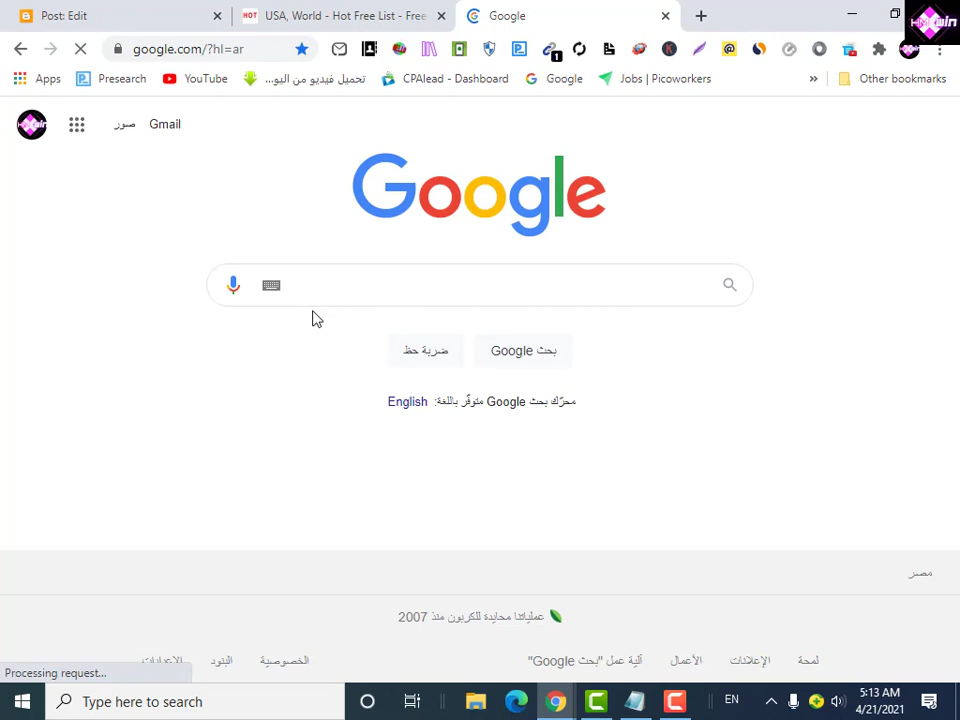 Post: Edit
HOT USA, World - Hot Free List - Free
Google
HMWin
google.com/?hl=ar
1
Apps
Presearch
YouTube
تحميل فيديو من اليو...
CPAlead - Dashboard
Google
Jobs | Picoworkers
»
Other bookmarks
Gmail
صور
Google
ضربة حظ
بحث Google
محرّك بحث Google متوفّر باللغة: English
مصر
عملياتنا محايدة للكربون منذ 2007
لمحة
الإعلانات
الأعمال
آلية عمل "بحث Google"
الخصوصية
البنود
الإعدادات
Processing request...
Type here to search
EN
5:13 AM
4/21/2021